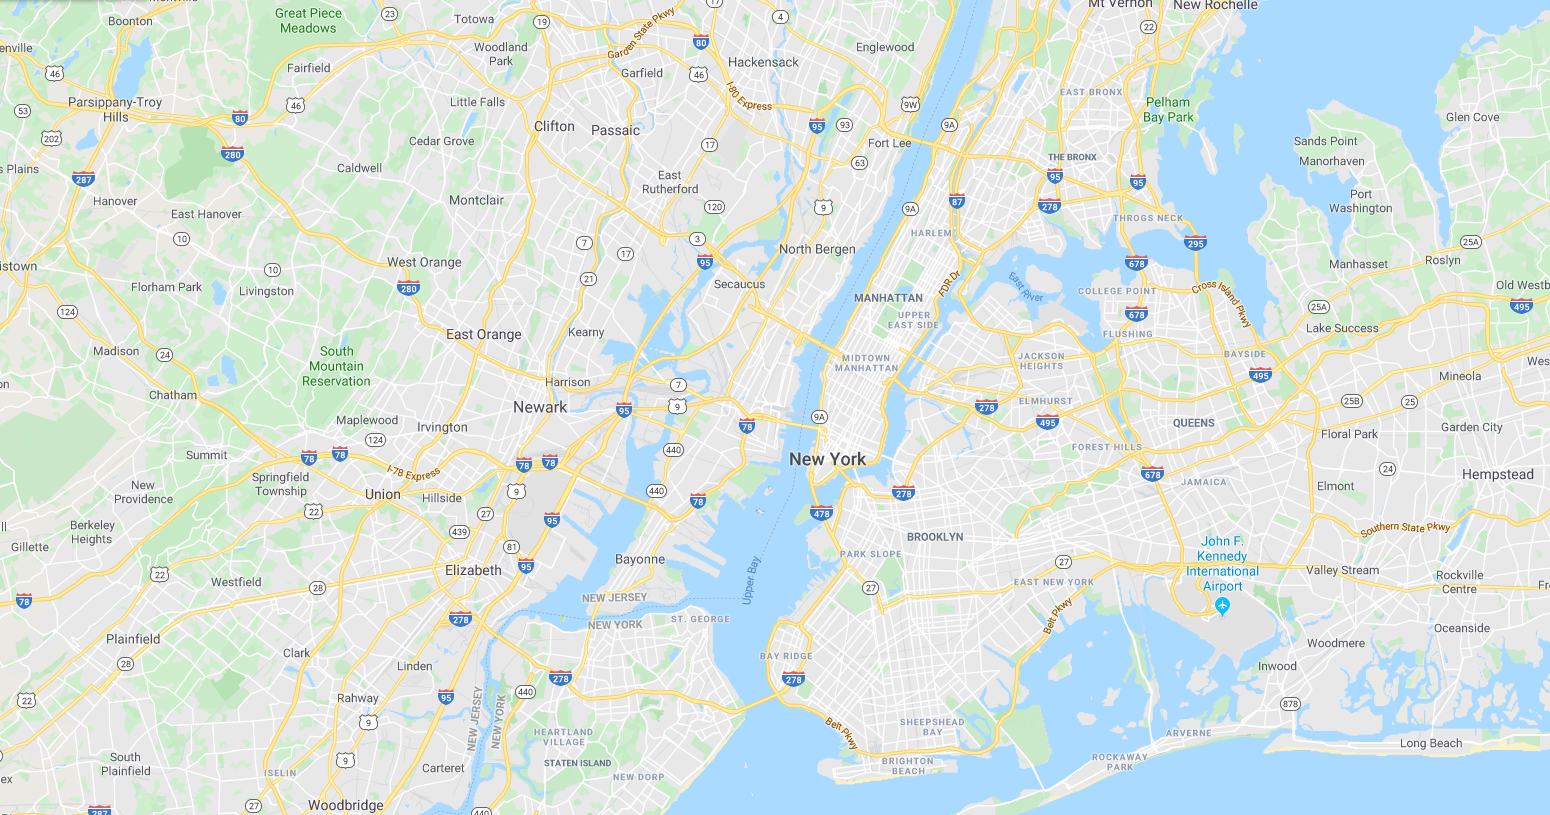 Montville
Boonton
Great Piece
Meadows
23
Totowa
19
Garden State Pkwy
17
4
Mt Vernon
New Rochelle
22
80
Englewood
Woodland
Park
Hackensack
46
Fairfield
Garfield
46
I-80 Express
EAST BRONX
Parsippany-Troy
Hills
46
Little Falls
9W
Pelham
Bay Park
Glen Cove
53
80
Clifton
Passaic
95
93
9A
202
Cedar Grove
17
Fort Lee
Sands Point
280
THE BRONX
Manorhaven
s Plains
Caldwell
63
95
287
East
Rutherford
95
Hanover
Montclair
87
278
Port
Washington
East Hanover
120
9
9A
THROGS NECK
10
7
3
North Bergen
HARLEM
295
25A
17
95
678
Manhasset
Roslyn
istown
10
West Orange
21
Secaucus
FDR Dr
East River
Florham Park
Livingston
280
MANHATTAN
COLLEGE POINT
Cross Island Pkwy
Old Westb
124
UPPER
EAST SIDE
678
25A
495
East Orange
Kearny
FLUSHING
Lake Success
Madison
24
South
Mountain
Reservation
MIDTOWN
MANHATTAN
JACKSON
HEIGHTS
BAYSIDE
Wes
Harrison
7
495
Mineola
Chatham
Newark
95
9
278
ELMHURST
25B
25
Maplewood
9A
495
QUEENS
Irvington
78
Floral Park
Garden City
124
440
FOREST HILLS
Summit
78
78
78
78
New York
24
I-78 Express
678
Hempstead
Springfield
Township
JAMAICA
New
Providence
Union
Hillside
9
440
78
278
Elmont
22
27
95
478
Southern State Pkwy
Berkeley
Heights
439
BROOKLYN
Gillette
81
Bayonne
PARK SLOPE
John F.
Kennedy
International
Airport
22
Elizabeth
95
27
Valley Stream
Westfield
28
Upper Bay
27
EAST NEW YORK
Rockville
Centre
78
NEW JERSEY
Belt Pkwy
278
NEW YORK
ST. GEORGE
Oceanside
Plainfield
Woodmere
Clark
BAY RIDGE
28
Linden
278
278
Inwood
22
Rahway
95
440
878
9
NEW JERSEY
NEW YORK
Belt Pkwy
SHEEPSHEAD
BAY
HEARTLAND
VILLAGE
ARVERNE
Long Beach
South
Plainfield
9
STATEN ISLAND
BRIGHTON
BEACH
ROCKAWAY
PARK
Carteret
ISELIN
NEW DORP
27
Woodbridge
287
440